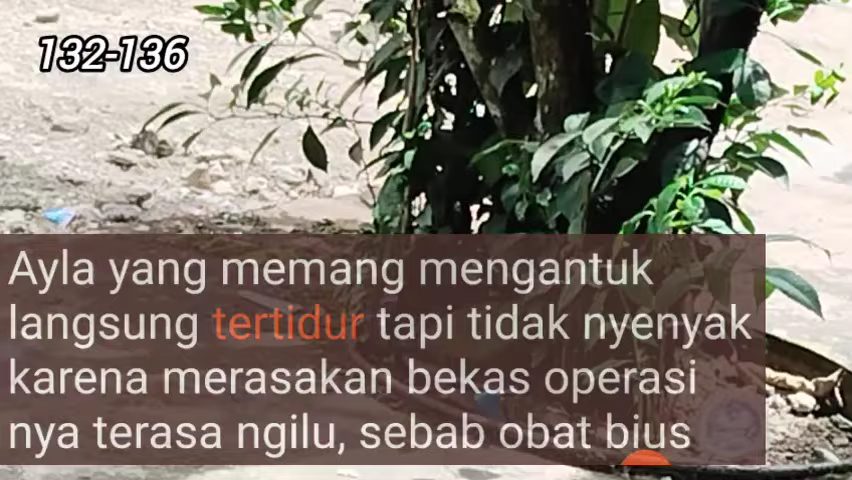 132-136
Ayla yang memang mengantuk
langsung tertidur tapi tidak nyenyak
karena merasakan bekas operasi
nya terasa ngilu, sebab obat bius